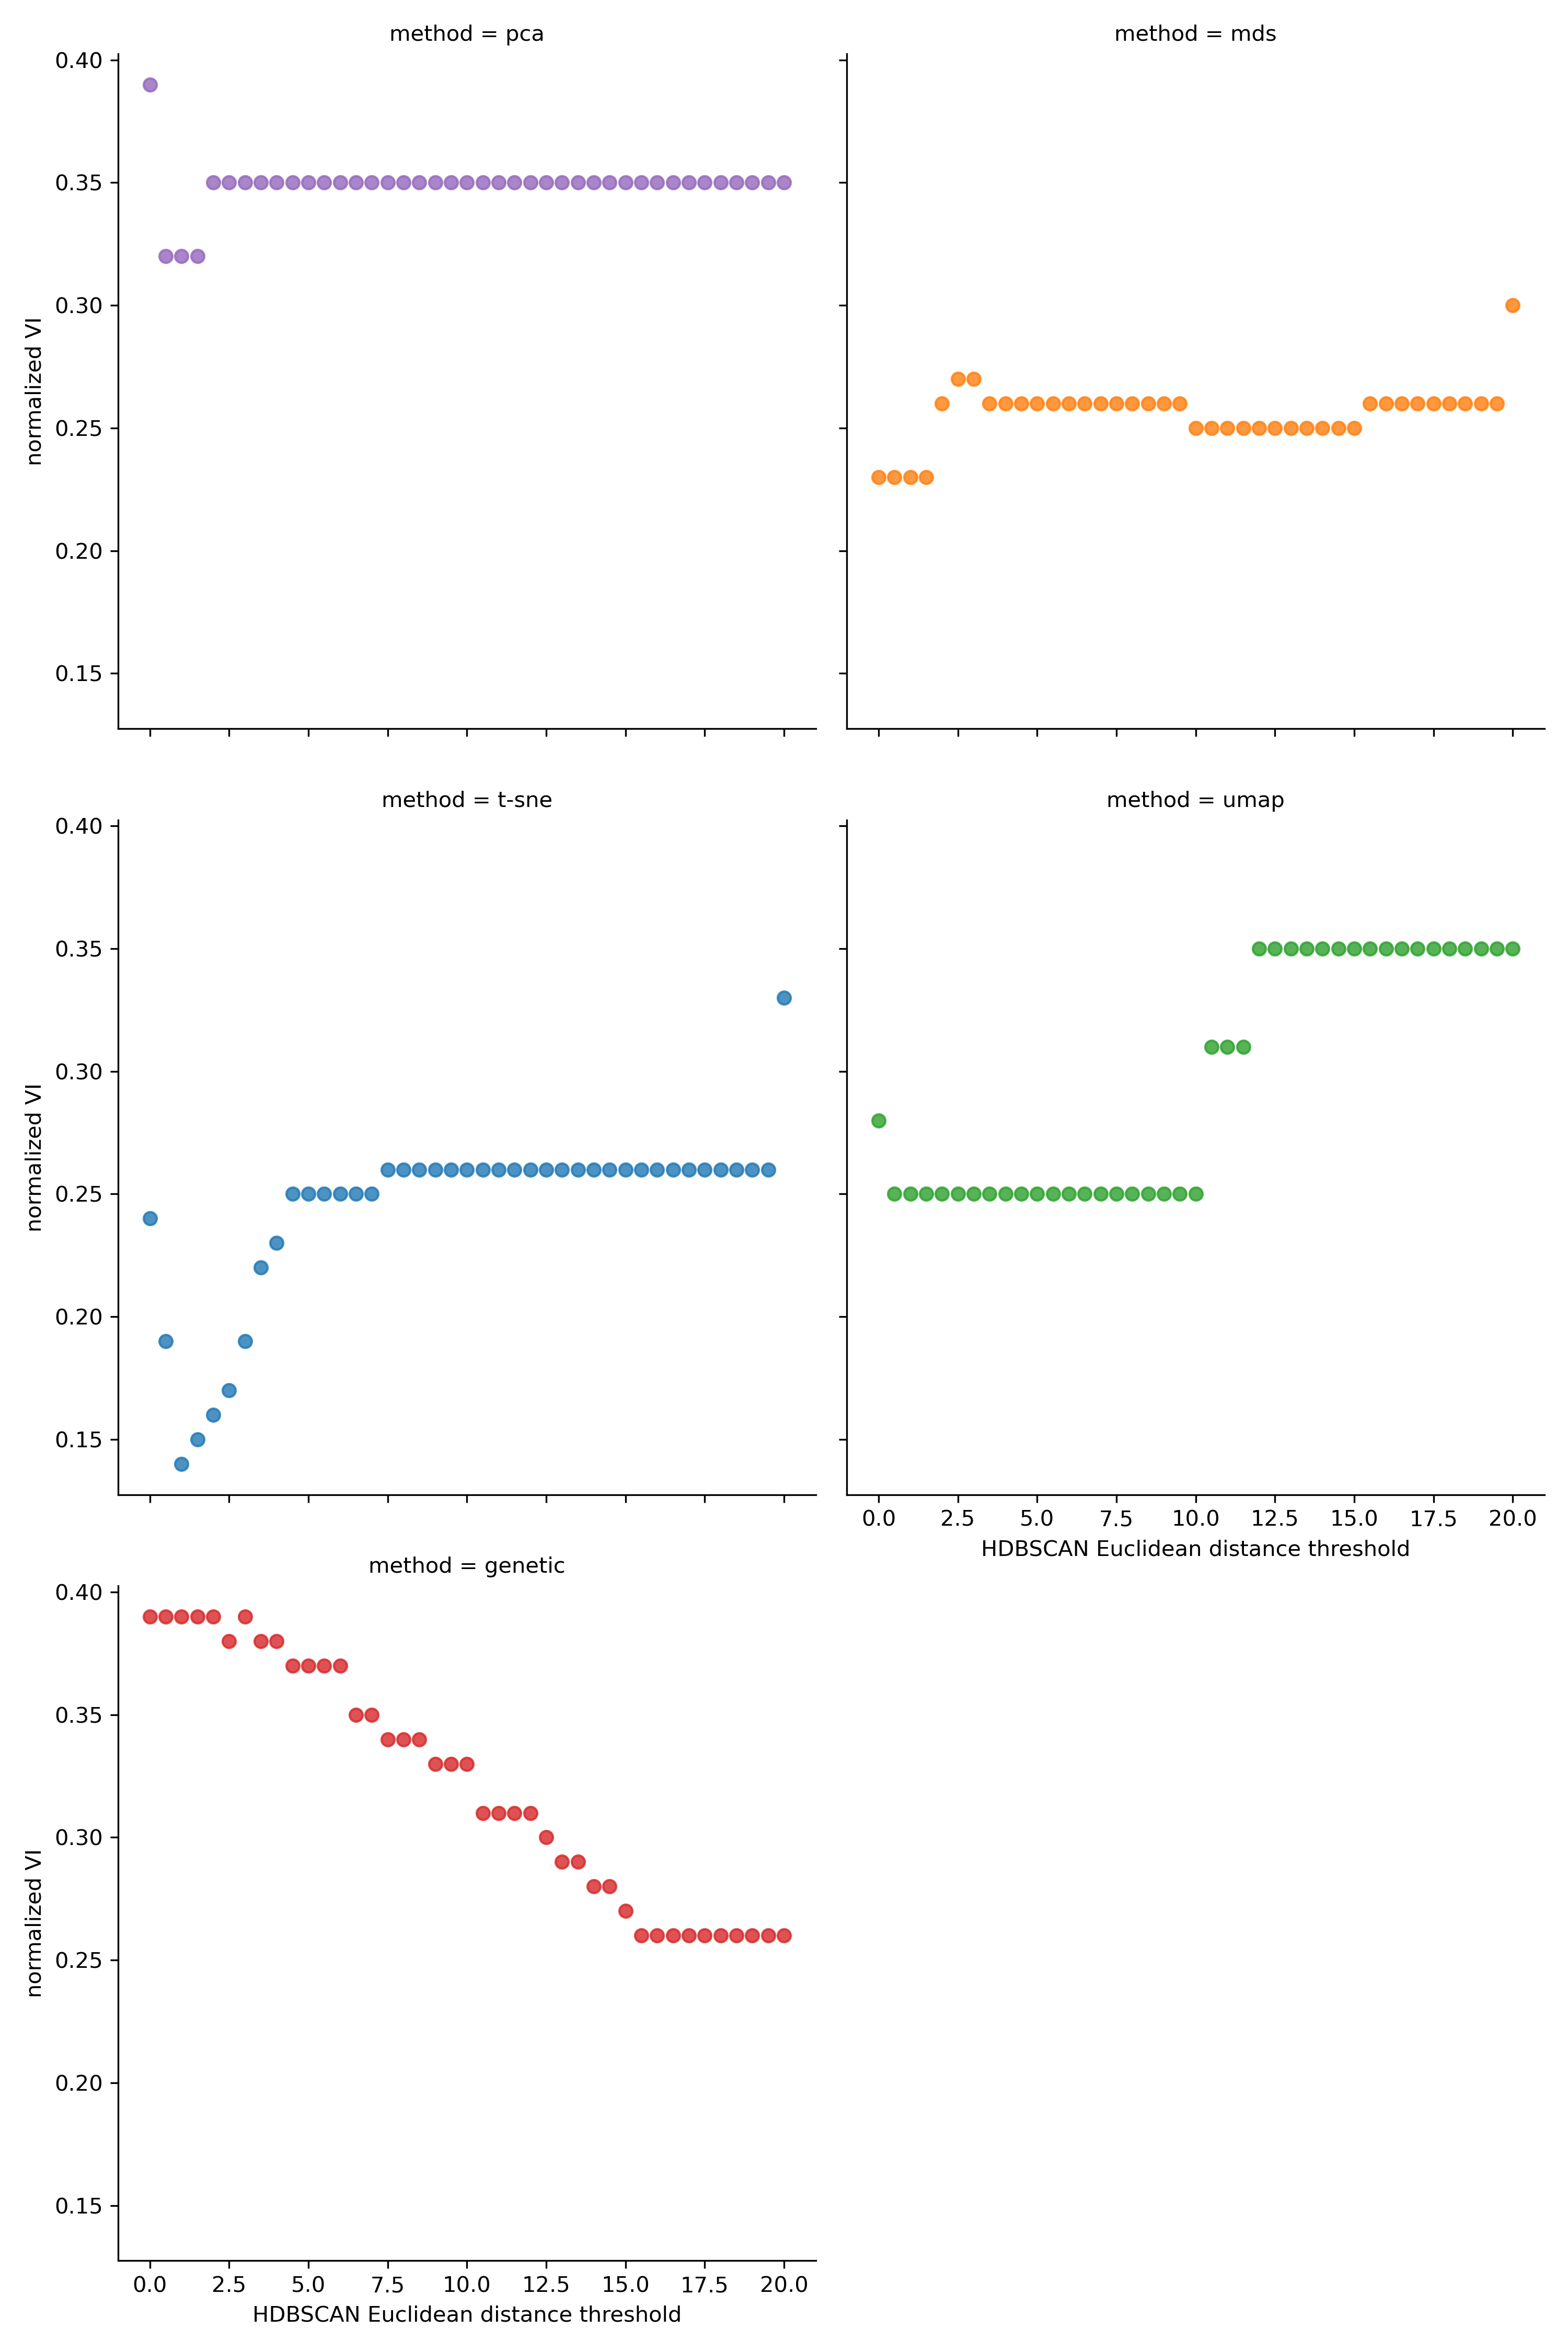 method = pca
0.40
0.35
0.30
0.25
0.20
0.15
normalized VI
method = mds
method = t-sne
0.40
0.35
0.30
0.25
0.20
0.15
normalized VI
method = umap
0.0 2.5 5.0 7.5 10.0 12.5 15.0 17.5 20.0
HDBSCAN Euclidean distance threshold
method = genetic
0.40
0.35
0.30
0.25
0.20
0.15
normalized VI
0.0 2.5 5.0 7.5 10.0 12.5 15.0 17.5 20.0
HDBSCAN Euclidean distance threshold